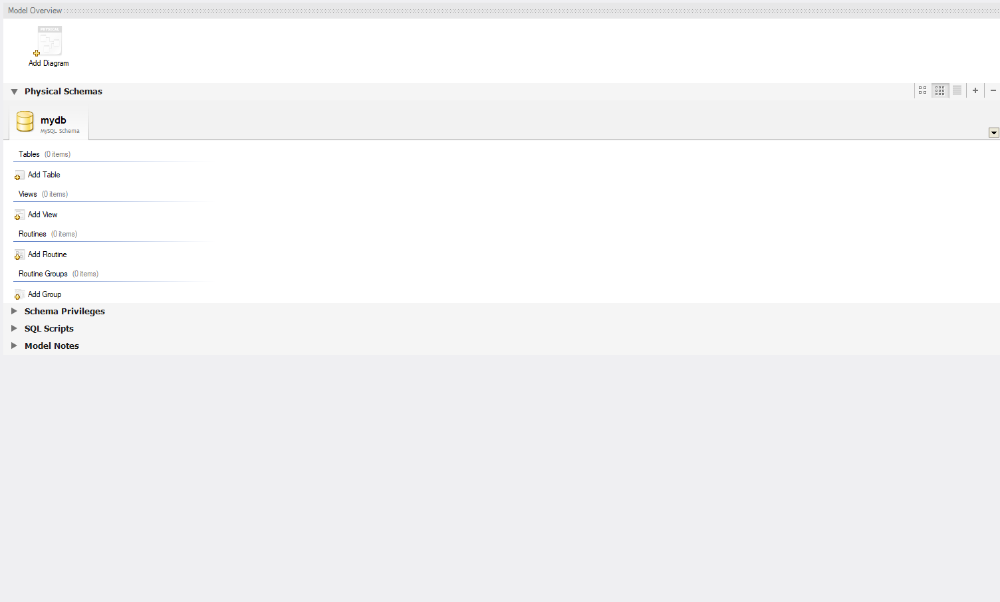 Model Overview
PHYSICAL
Add Diagram
Physical Schemas
mydb
MySQL Schema
Tables (0 items)
Add Table
Views (0 items)
Add View
Routines (0 items)
Add Routine
Routine Groups (0 items)
Add Group
Schema Privileges
SQL Scripts
Model Notes